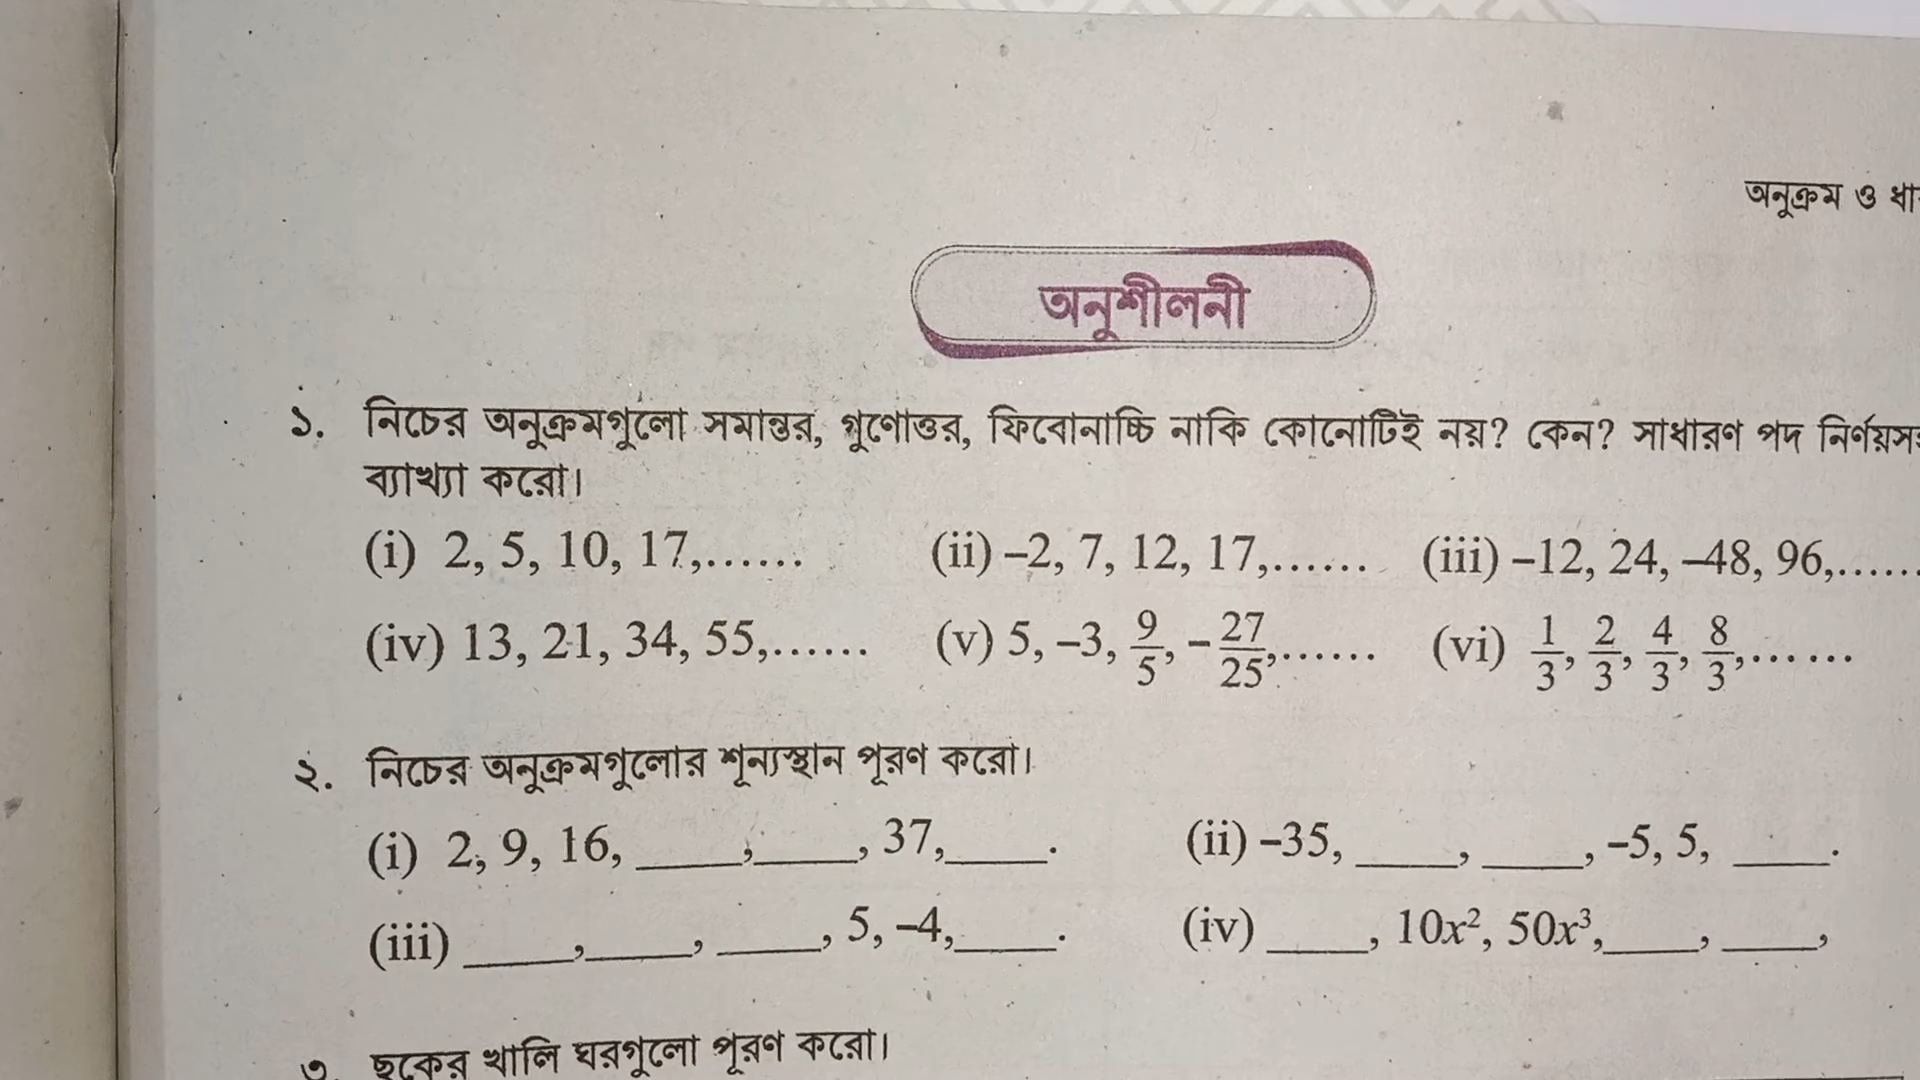 অনুক্রম ও
অনুশীলনী
১. নিচের অনুক্রমগুলো সমান্তর, গুণোত্তর, ফিবোনাচ্চি নাকি কোনোটিই নয়? কেন? সাধারণ পদ
ব্যাখ্যা করো।
(i) 2, 5, 10, 17,...... (ii) –2, 7, 12, 17,...... (iii) –12, 24, –48, 96,......
(iv) 13, 21, 34, 55,...... (v) 5, –3, 9/5, –27/25,...... (vi) 1/3, 2/3, 4/3, 8/3,......
২. নিচের অনুক্রমগুলোর শূন্যস্থান পূরণ করো।
(i) 2, 9, 16, ____,____, 37,____. (ii) –35, ____, ____, –5, 5, ____.
(iii) ____,____, ____, 5, –4,____. (iv) ____, 10x², 50x³,____, ____,
৩. ছকের খালি ঘরগুলো পূরণ করো।